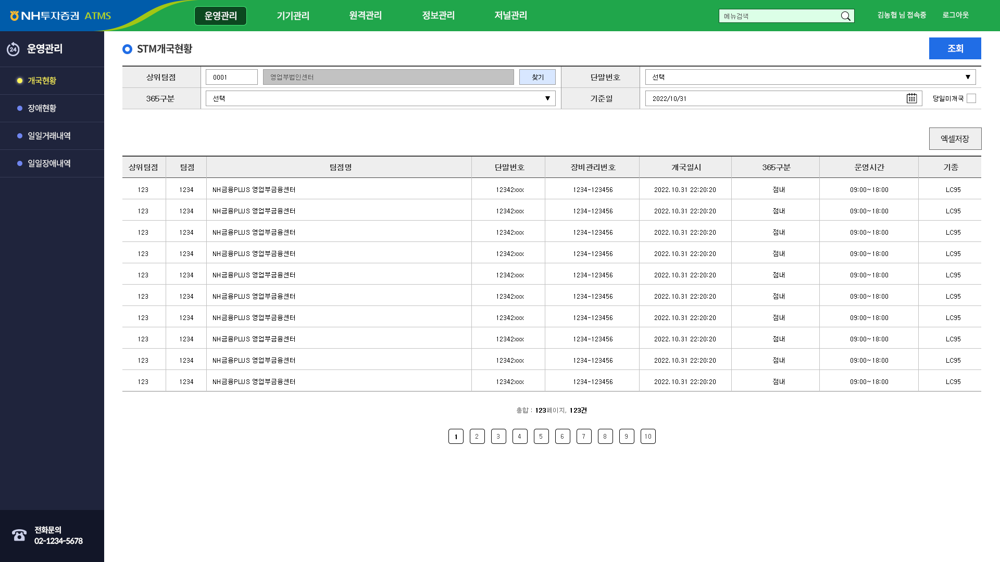 NH투자증권 ATMS 운영관리 기기관리 원격관리 정보관리 저널관리 메뉴검색 김농협 님 접속중 로그아웃
24 운영관리
개국현황
장애현황
일일거래내역
일일장애내역
전화문의
02-1234-5678
STM개국현황 조회
상위팀점 0001 영업부법인센터 찾기 단말번호 선택 ▼
365구분 선택 ▼ 기준일 2022/10/31 당일미개국
엑셀저장
상위팀점 팀점 팀점명 단말번호 장비관리번호 개국일시 365구분 운영시간 기종
123 1234 NH금융PLUS 영업부금융센터 12342xxx 1234-123456 2022.10.31 22:20:20 점내 09:00~18:00 LC95
123 1234 NH금융PLUS 영업부금융센터 12342xxx 1234-123456 2022.10.31 22:20:20 점내 09:00~18:00 LC95
123 1234 NH금융PLUS 영업부금융센터 12342xxx 1234-123456 2022.10.31 22:20:20 점내 09:00~18:00 LC95
123 1234 NH금융PLUS 영업부금융센터 12342xxx 1234-123456 2022.10.31 22:20:20 점내 09:00~18:00 LC95
123 1234 NH금융PLUS 영업부금융센터 12342xxx 1234-123456 2022.10.31 22:20:20 점내 09:00~18:00 LC95
123 1234 NH금융PLUS 영업부금융센터 12342xxx 1234-123456 2022.10.31 22:20:20 점내 09:00~18:00 LC95
123 1234 NH금융PLUS 영업부금융센터 12342xxx 1234-123456 2022.10.31 22:20:20 점내 09:00~18:00 LC95
123 1234 NH금융PLUS 영업부금융센터 12342xxx 1234-123456 2022.10.31 22:20:20 점내 09:00~18:00 LC95
123 1234 NH금융PLUS 영업부금융센터 12342xxx 1234-123456 2022.10.31 22:20:20 점내 09:00~18:00 LC95
123 1234 NH금융PLUS 영업부금융센터 12342xxx 1234-123456 2022.10.31 22:20:20 점내 09:00~18:00 LC95
총합 : 123페이지, 123건
1 2 3 4 5 6 7 8 9 10